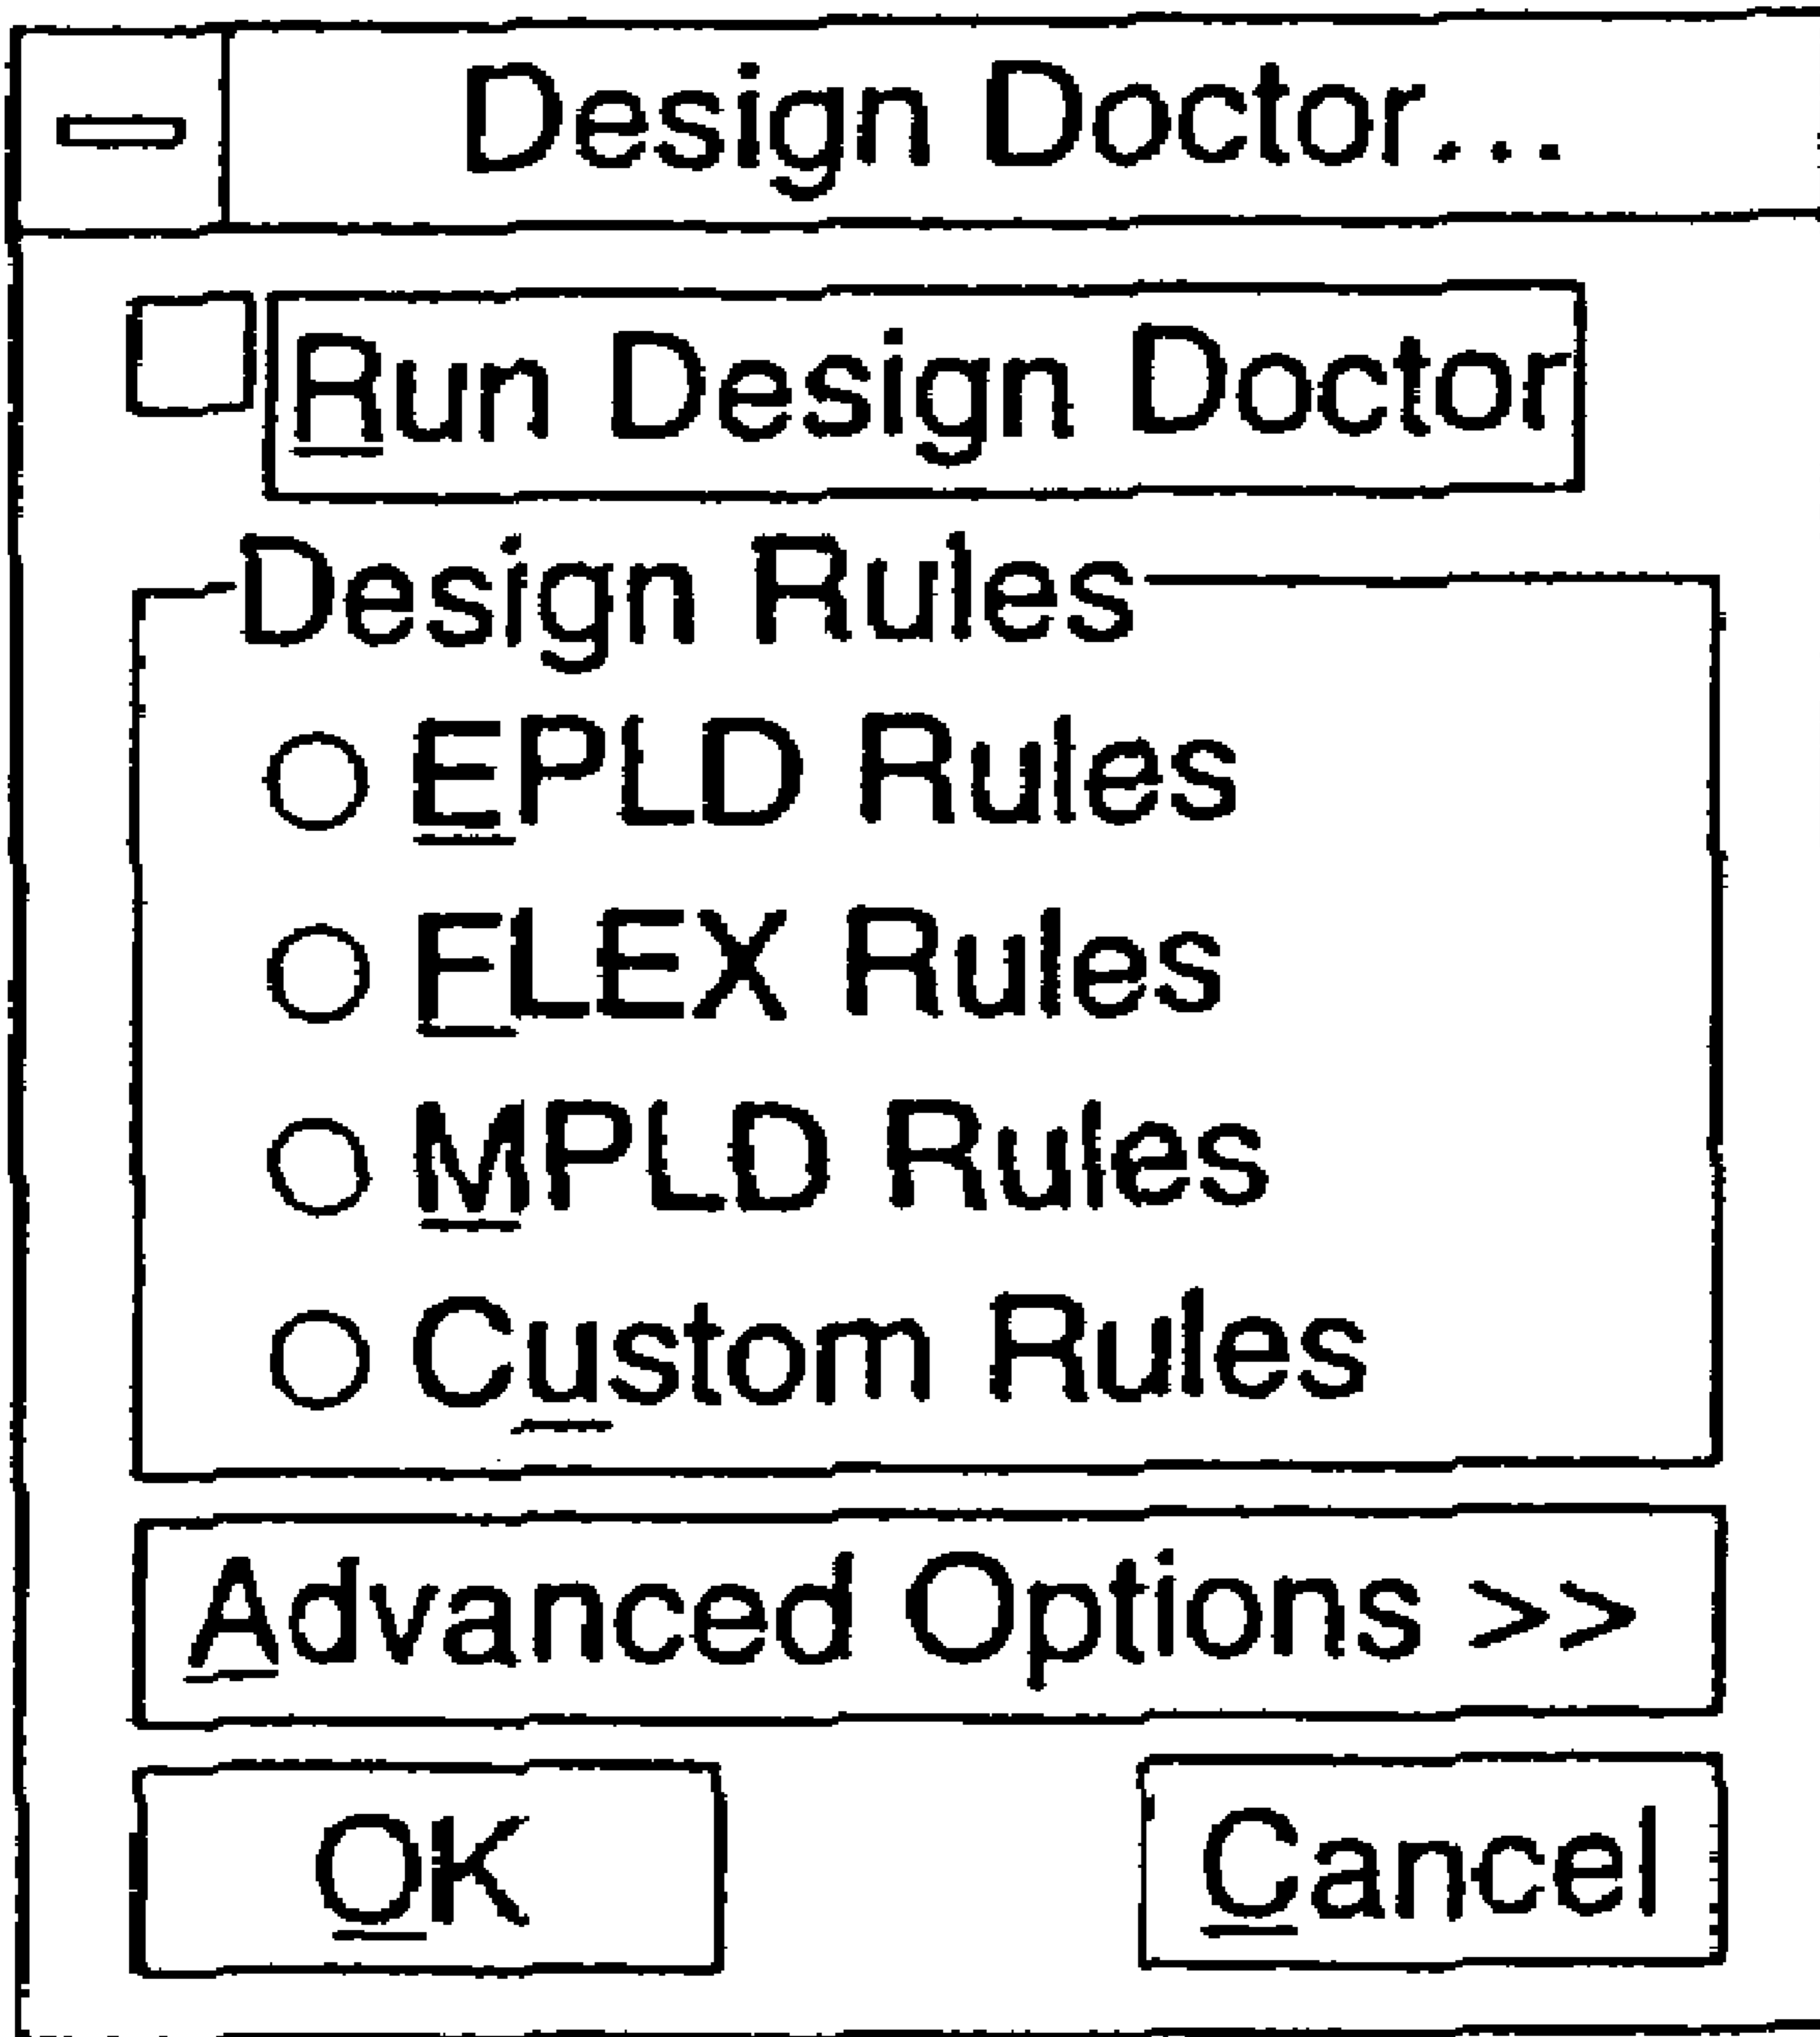 Design Doctor...
Run Design Doctor
Design Rules
EPLD Rules
FLEX Rules
MPLD Rules
Custom Rules
Advanced Options >>
OK
Cancel